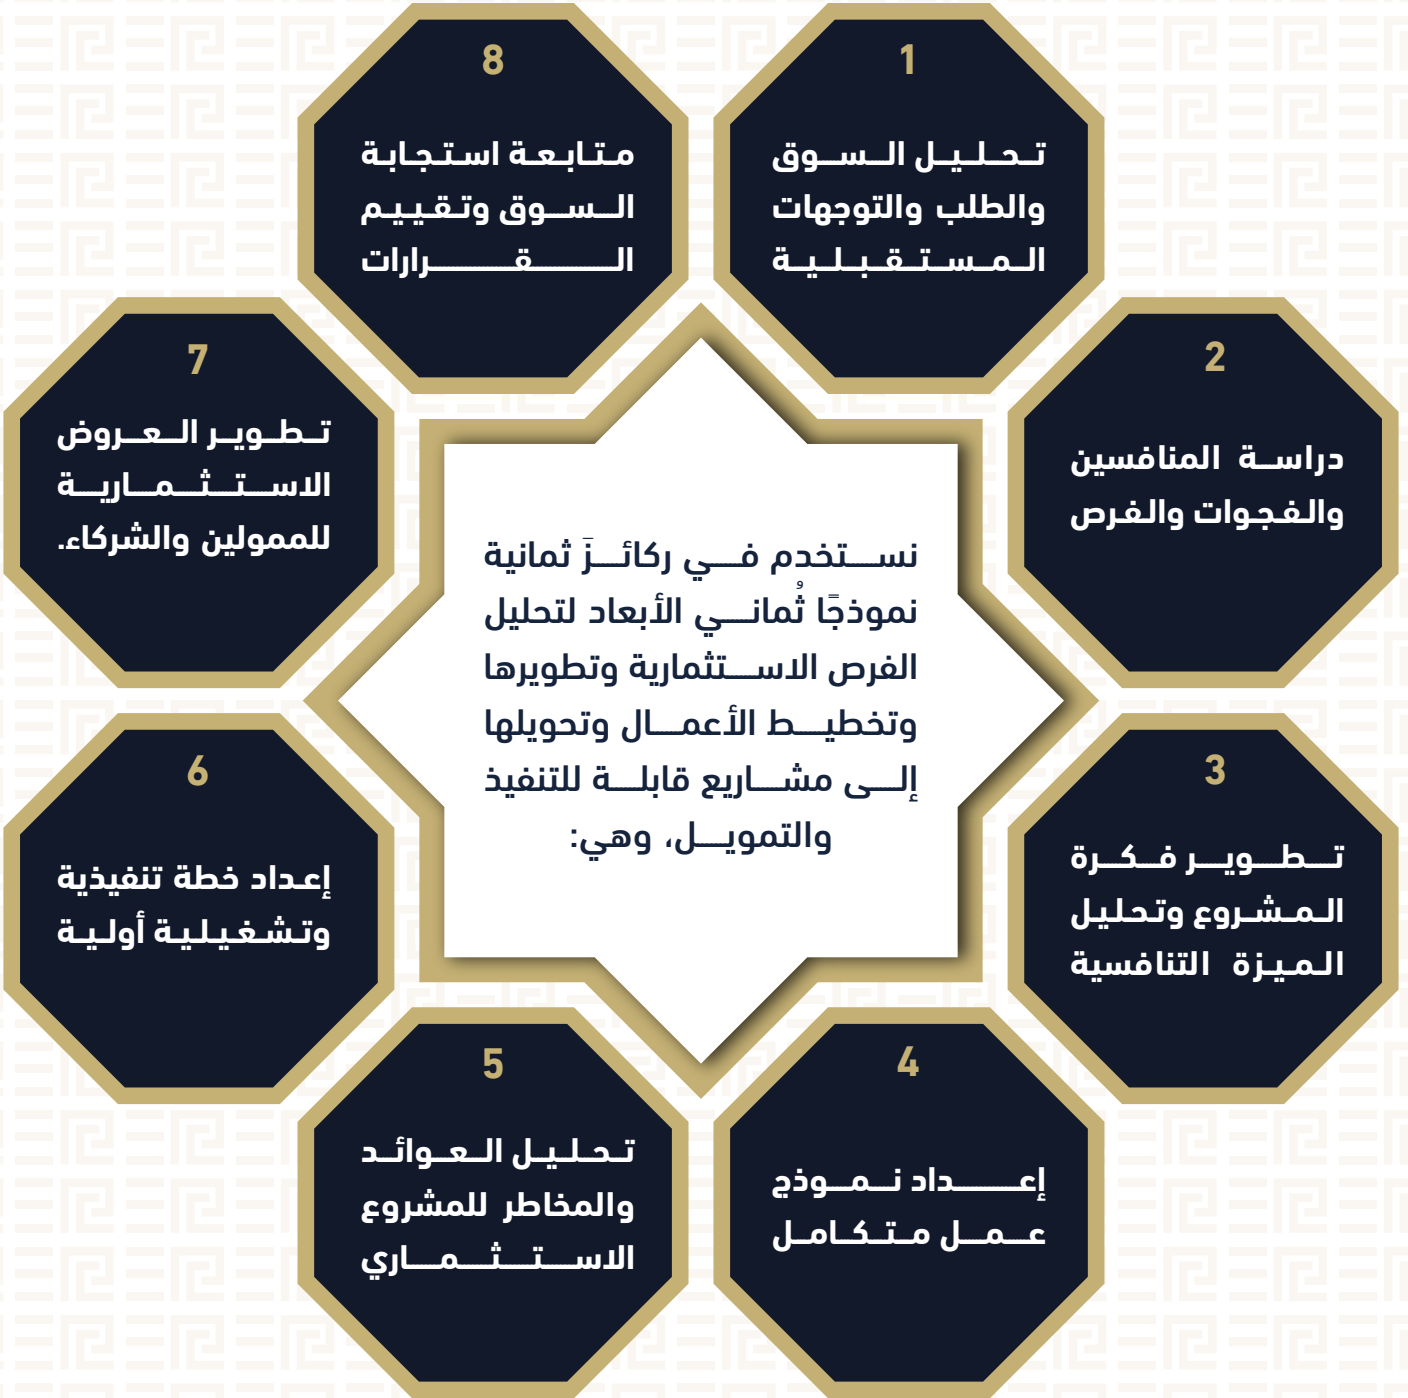 نستخدم في ركائزَ ثمانية
نموذجًا ثُماني الأبعاد لتحليل
الفرص الاستثمارية وتطويرها
وتخطيط الأعمال وتحويلها
إلى مشاريع قابلة للتنفيذ
والتمويل، وهي:
1
تحليل السوق
والطلب والتوجهات
المستقبلية
2
دراسة المنافسين
والفجوات والفرص
3
تطوير فكرة
المشروع وتحليل
الميزة التنافسية
4
إعداد نموذج
عمل متكامل
5
تحليل العوائد
والمخاطر للمشروع
الاستثماري
6
إعداد خطة تنفيذية
وتشغيلية أولية
7
تطوير العروض
الاستثمارية
للممولين والشركاء.
8
متابعة استجابة
السوق وتقييم
القرارات